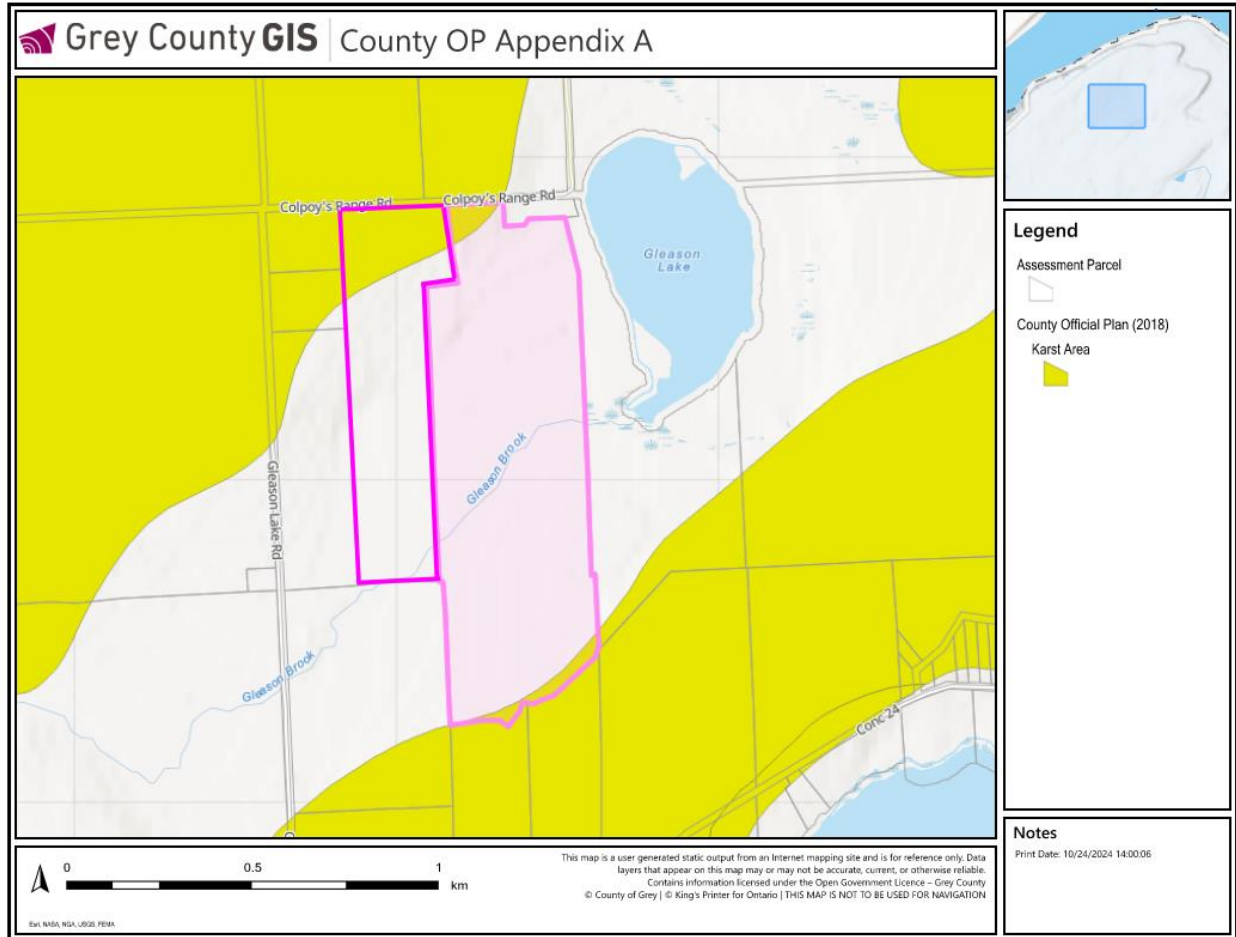 Grey County GIS County OP Appendix A
Colpoy's Range Rd
Colpoy's Range Rd
Gleason
Lake
Gleason Brook
Gleason Lake Rd
Gleason Brook
Conc 24
Legend
Assessment Parcel
County Official Plan (2018)
Karst Area
0 0.5 1
km
Esri, NASA, NGA, USGS, FEMA
This map is a user generated static output from an Internet mapping site and is for reference only. Data
layers that appear on this map may or may not be accurate, current, or otherwise reliable.
Contains information licensed under the Open Government Licence – Grey County
© County of Grey | © King's Printer for Ontario | THIS MAP IS NOT TO BE USED FOR NAVIGATION
Notes
Print Date: 10/24/2024 14:00:06